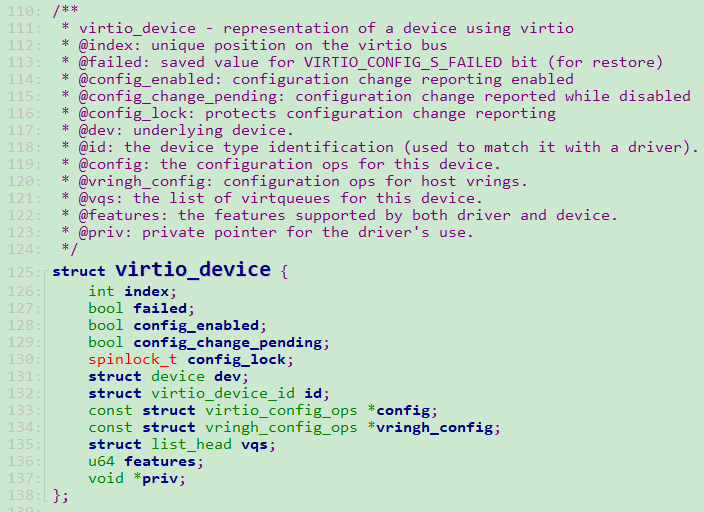 110: /**
111:  * virtio_device - representation of a device using virtio
112:  * @index: unique position on the virtio bus
113:  * @failed: saved value for VIRTIO_CONFIG_S_FAILED bit (for restore)
114:  * @config_enabled: configuration change reporting enabled
115:  * @config_change_pending: configuration change reported while disabled
116:  * @config_lock: protects configuration change reporting
117:  * @dev: underlying device.
118:  * @id: the device type identification (used to match it with a driver).
119:  * @config: the configuration ops for this device.
120:  * @vringh_config: configuration ops for host vrings.
121:  * @vqs: the list of virtqueues for this device.
122:  * @features: the features supported by both driver and device.
123:  * @priv: private pointer for the driver's use.
124:  */
125: struct virtio_device {
126:     int index;
127:     bool failed;
128:     bool config_enabled;
129:     bool config_change_pending;
130:     spinlock_t config_lock;
131:     struct device dev;
132:     struct virtio_device_id id;
133:     const struct virtio_config_ops *config;
134:     const struct vringh_config_ops *vringh_config;
135:     struct list_head vqs;
136:     u64 features;
137:     void *priv;
138: };